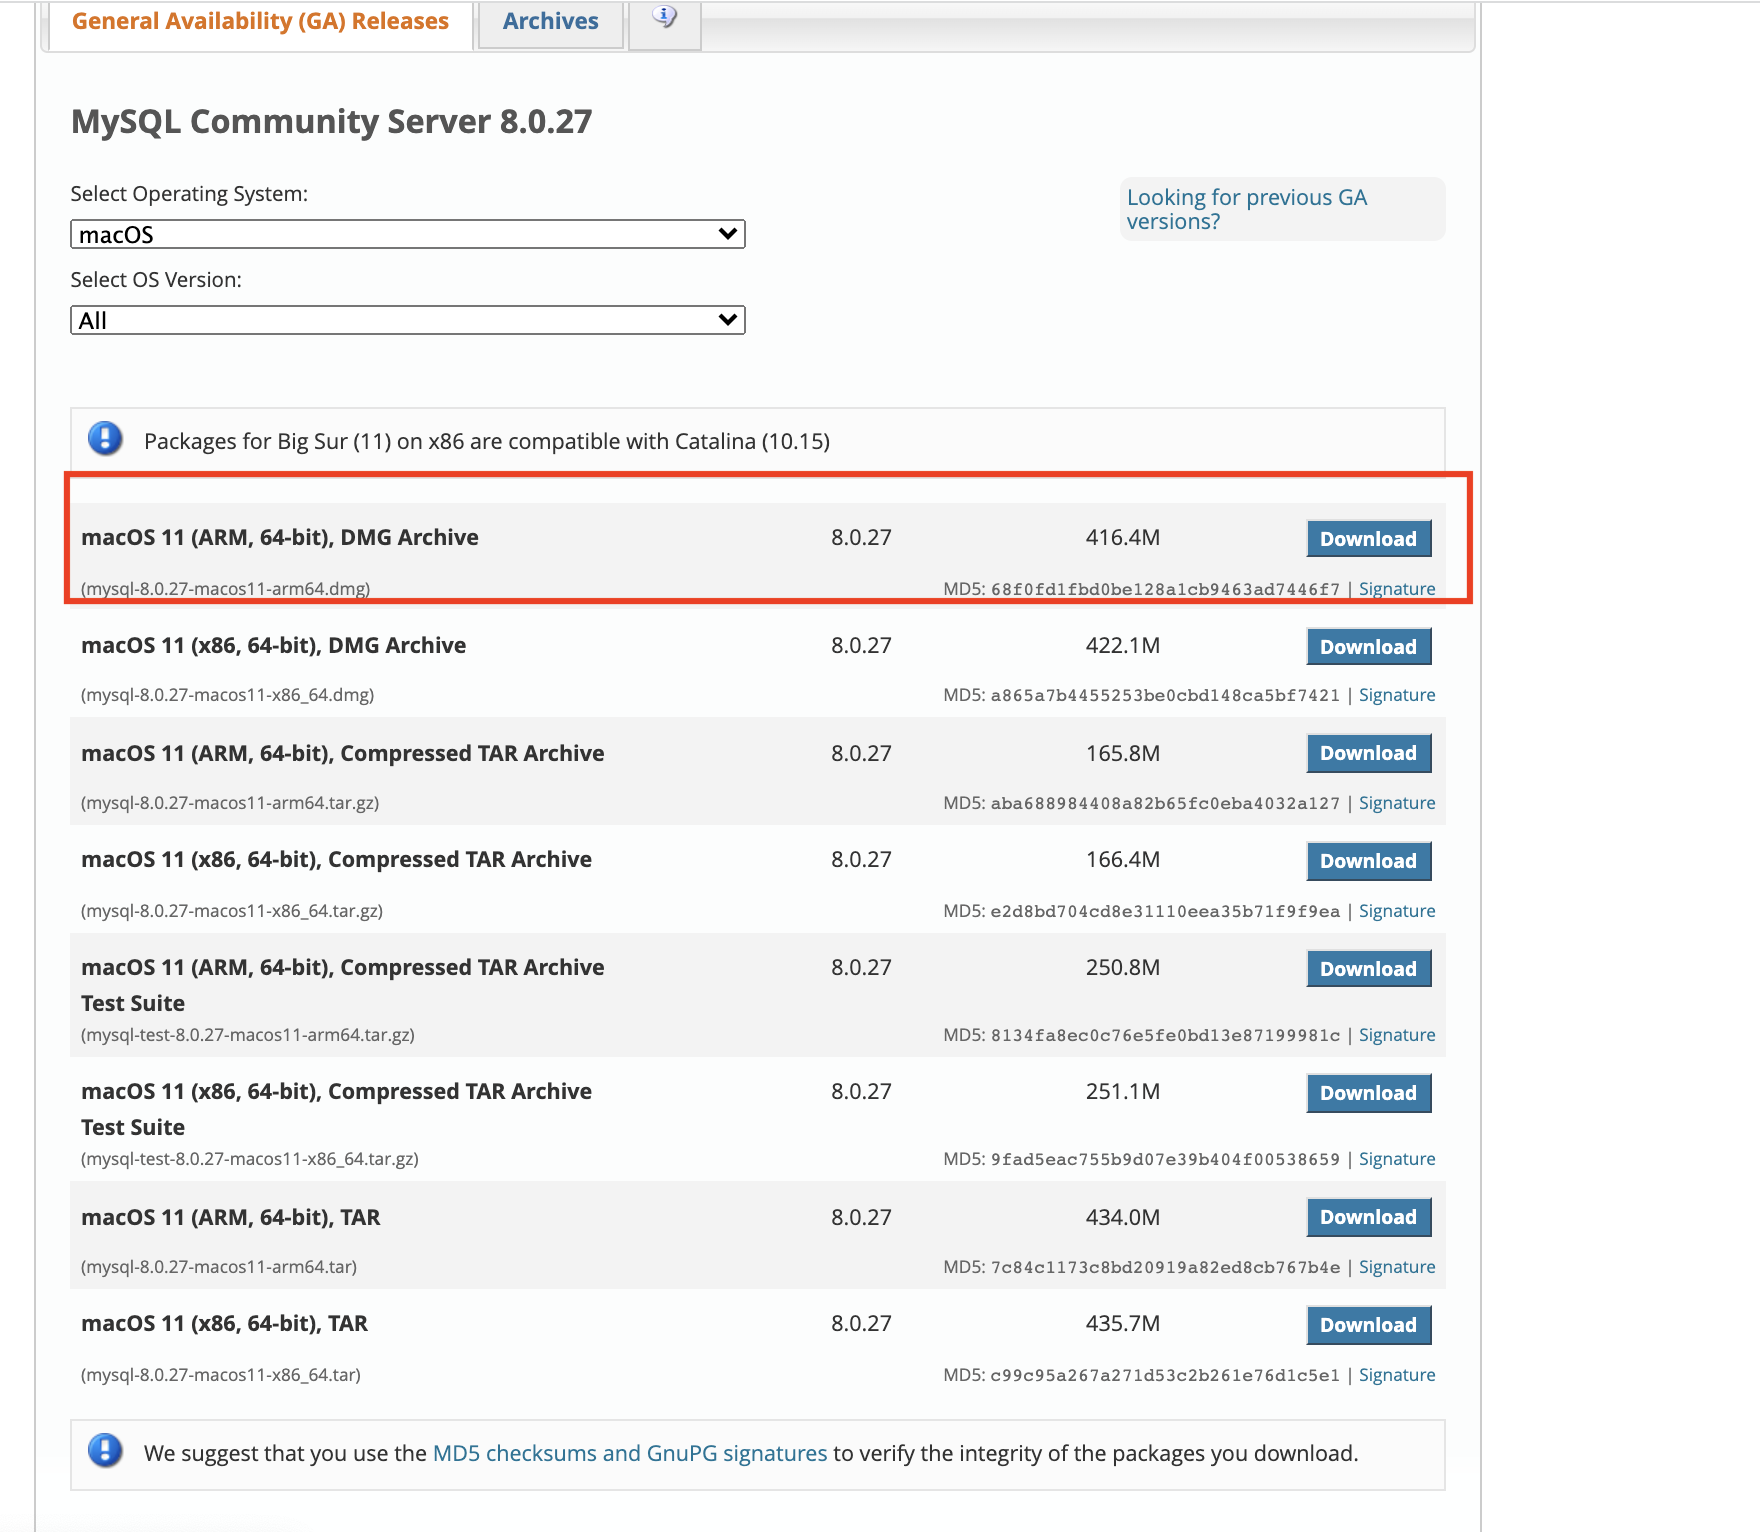 General Availability (GA) Releases
Archives
MySQL Community Server 8.0.27
Select Operating System:
Looking for previous GA
versions?
macOS
Select OS Version:
All
Packages for Big Sur (11) on x86 are compatible with Catalina (10.15)
macOS 11 (ARM, 64-bit), DMG Archive 8.0.27 416.4M Download
(mysql-8.0.27-macos11-arm64.dmg) MD5: 68f0fd1fbd0be128a1cb9463ad7446f7 | Signature
macOS 11 (x86, 64-bit), DMG Archive 8.0.27 422.1M Download
(mysql-8.0.27-macos11-x86_64.dmg) MD5: a865a7b4455253be0cbd148ca5bf7421 | Signature
macOS 11 (ARM, 64-bit), Compressed TAR Archive 8.0.27 165.8M Download
(mysql-8.0.27-macos11-arm64.tar.gz) MD5: aba688984408a82b65fc0eba4032a127 | Signature
macOS 11 (x86, 64-bit), Compressed TAR Archive 8.0.27 166.4M Download
(mysql-8.0.27-macos11-x86_64.tar.gz) MD5: e2d8bd704cd8e31110eea35b71f9f9ea | Signature
macOS 11 (ARM, 64-bit), Compressed TAR Archive 8.0.27 250.8M Download
Test Suite
(mysql-test-8.0.27-macos11-arm64.tar.gz) MD5: 8134fa8ec0c76e5fe0bd13e87199981c | Signature
macOS 11 (x86, 64-bit), Compressed TAR Archive 8.0.27 251.1M Download
Test Suite
(mysql-test-8.0.27-macos11-x86_64.tar.gz) MD5: 9fad5eac755b9d07e39b404f00538659 | Signature
macOS 11 (ARM, 64-bit), TAR 8.0.27 434.0M Download
(mysql-8.0.27-macos11-arm64.tar) MD5: 7c84c1173c8bd20919a82ed8cb767b4e | Signature
macOS 11 (x86, 64-bit), TAR 8.0.27 435.7M Download
(mysql-8.0.27-macos11-x86_64.tar) MD5: c99c95a267a271d53c2b261e76d1c5e1 | Signature
We suggest that you use the MD5 checksums and GnuPG signatures to verify the integrity of the packages you download.